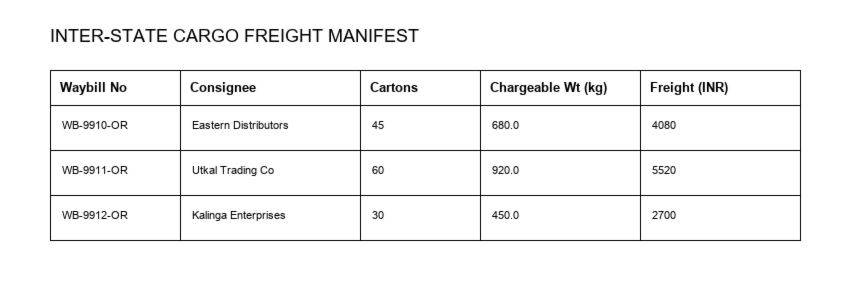 INTER-STATE CARGO FREIGHT MANIFEST
Waybill No Consignee Cartons Chargeable Wt (kg) Freight (INR)
WB-9910-OR Eastern Distributors 45 680.0 4080
WB-9911-OR Utkal Trading Co 60 920.0 5520
WB-9912-OR Kalinga Enterprises 30 450.0 2700